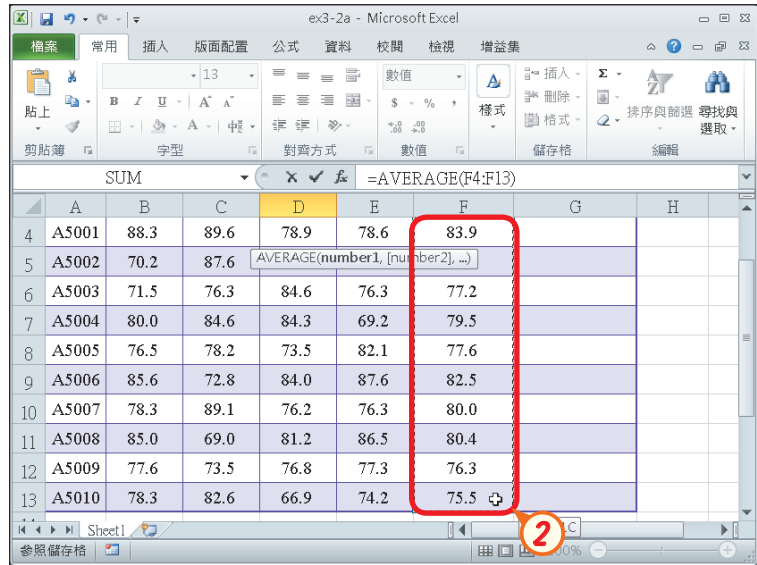 ex3-2a - Microsoft Excel
檔案 常用 插入 版面配置 公式 資料 校閱 檢視 增益集
貼上
剪貼簿
13
B I U
A A
A 中ž
字型
對齊方式
數值
$ % ,
.00 .00
數值
A
樣式
插入
刪除
格式
儲存格
Σ
排序與篩選
尋找與
選取
編輯
SUM fx =AVERAGE(F4:F13)
A B C D E F G H
4 A5001 88.3 89.6 78.9 78.6 83.9
5 A5002 70.2 87.6 AVERAGE(number1, [number2], ...)
6 A5003 71.5 76.3 84.6 76.3 77.2
7 A5004 80.0 84.6 84.3 69.2 79.5
8 A5005 76.5 78.2 73.5 82.1 77.6
9 A5006 85.6 72.8 84.0 87.6 82.5
10 A5007 78.3 89.1 76.2 76.3 80.0
11 A5008 85.0 69.0 81.2 86.5 80.4
12 A5009 77.6 73.5 76.8 77.3 76.3
13 A5010 78.3 82.6 66.9 74.2 75.5
Sheet1
2
參照儲存格